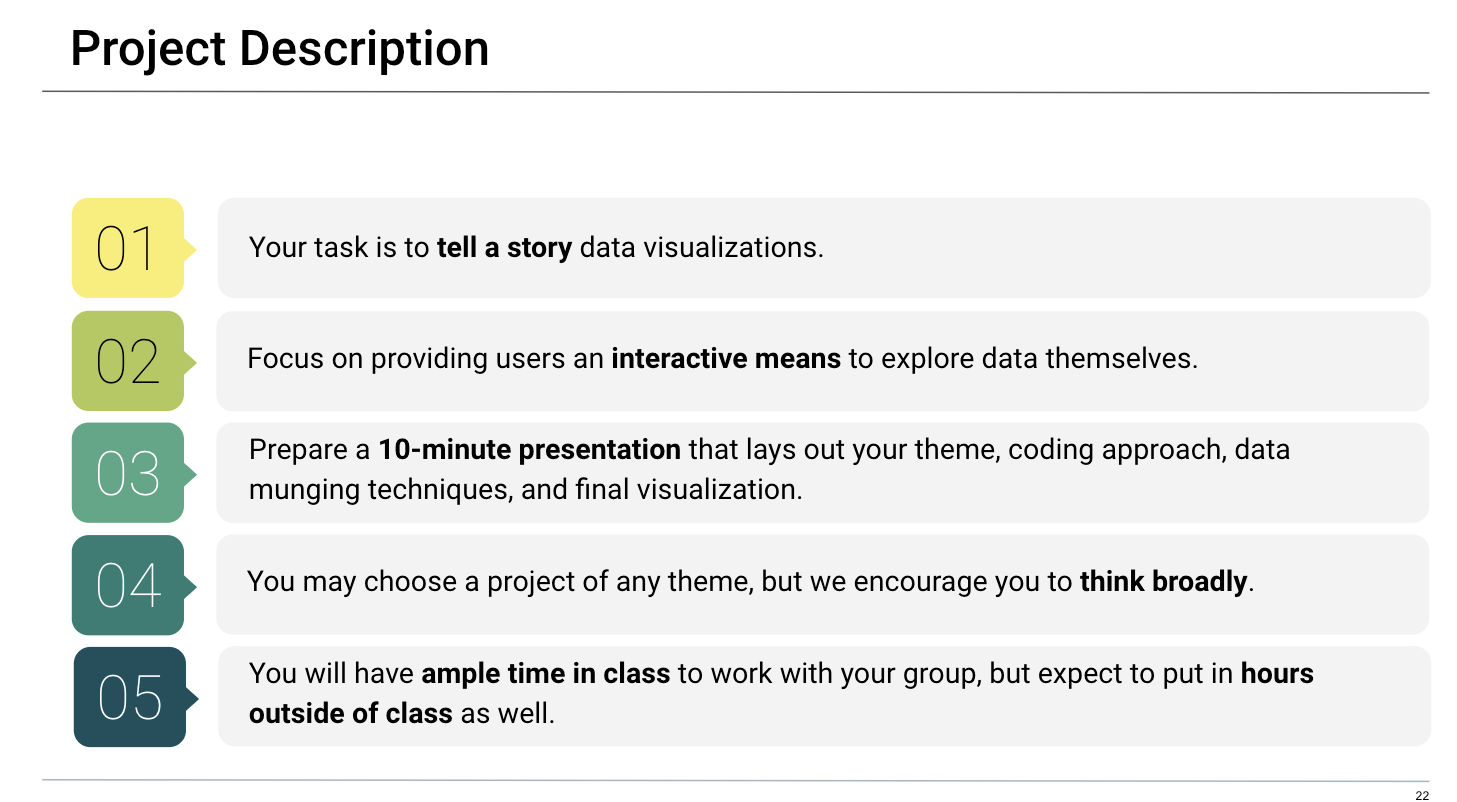 Project Description
01
Your task is to tell a story data visualizations.
02
Focus on providing users an interactive means to explore data themselves.
03
Prepare a 10-minute presentation that lays out your theme, coding approach, data
munging techniques, and final visualization.
04
You may choose a project of any theme, but we encourage you to think broadly.
05
You will have ample time in class to work with your group, but expect to put in hours
outside of class as well.
22